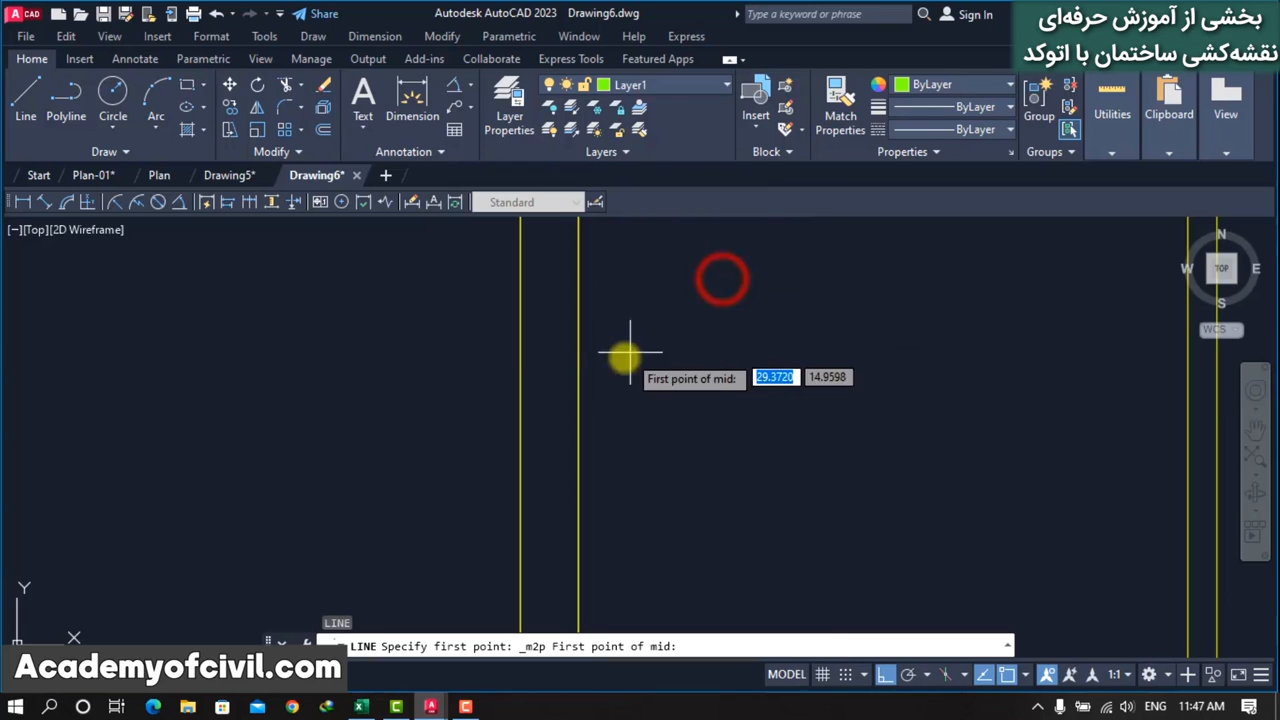 CAD
Share
Autodesk AutoCAD 2023 Drawing6.dwg
Type a keyword or phrase
Sign In
بخشی از آموزش حرفه‌ای
نقشه‌کشی ساختمان با اتوکد
File Edit View Insert Format Tools Draw Dimension Modify Parametric Window Help Express
Home Insert Annotate Parametric View Manage Output Add-ins Collaborate Express Tools Featured Apps
Layer1
ByLayer
ByLayer
ByLayer
Line Polyline Circle Arc
Text Dimension
Layer
Properties
Insert
Match
Properties
Group
Utilities Clipboard View
Draw Modify Annotation Layers Block Properties Groups
Start Plan-01* Plan Drawing5* Drawing6*
Standard
[−][Top][2D Wireframe]
N
W TOP E
S
WCS
First point of mid: 29.3720 14.9598
Y
LINE
LINE Specify first point: _m2p First point of mid:
X
Academyofcivil.com
MODEL 1:1
11:47 AM